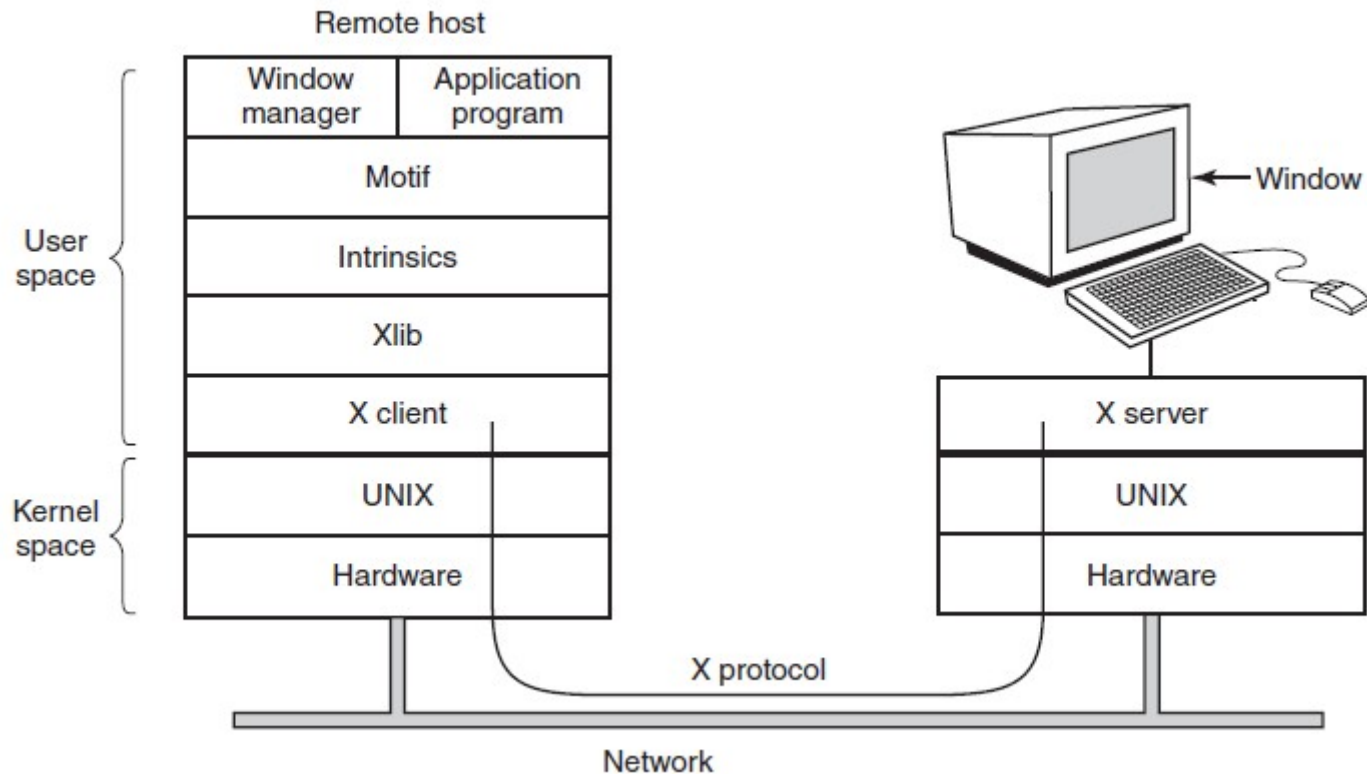 Remote host
Window
manager
Application
program
Motif
Intrinsics
Xlib
X client
UNIX
Hardware
User
space
Kernel
space
Window
X server
UNIX
Hardware
X protocol
Network